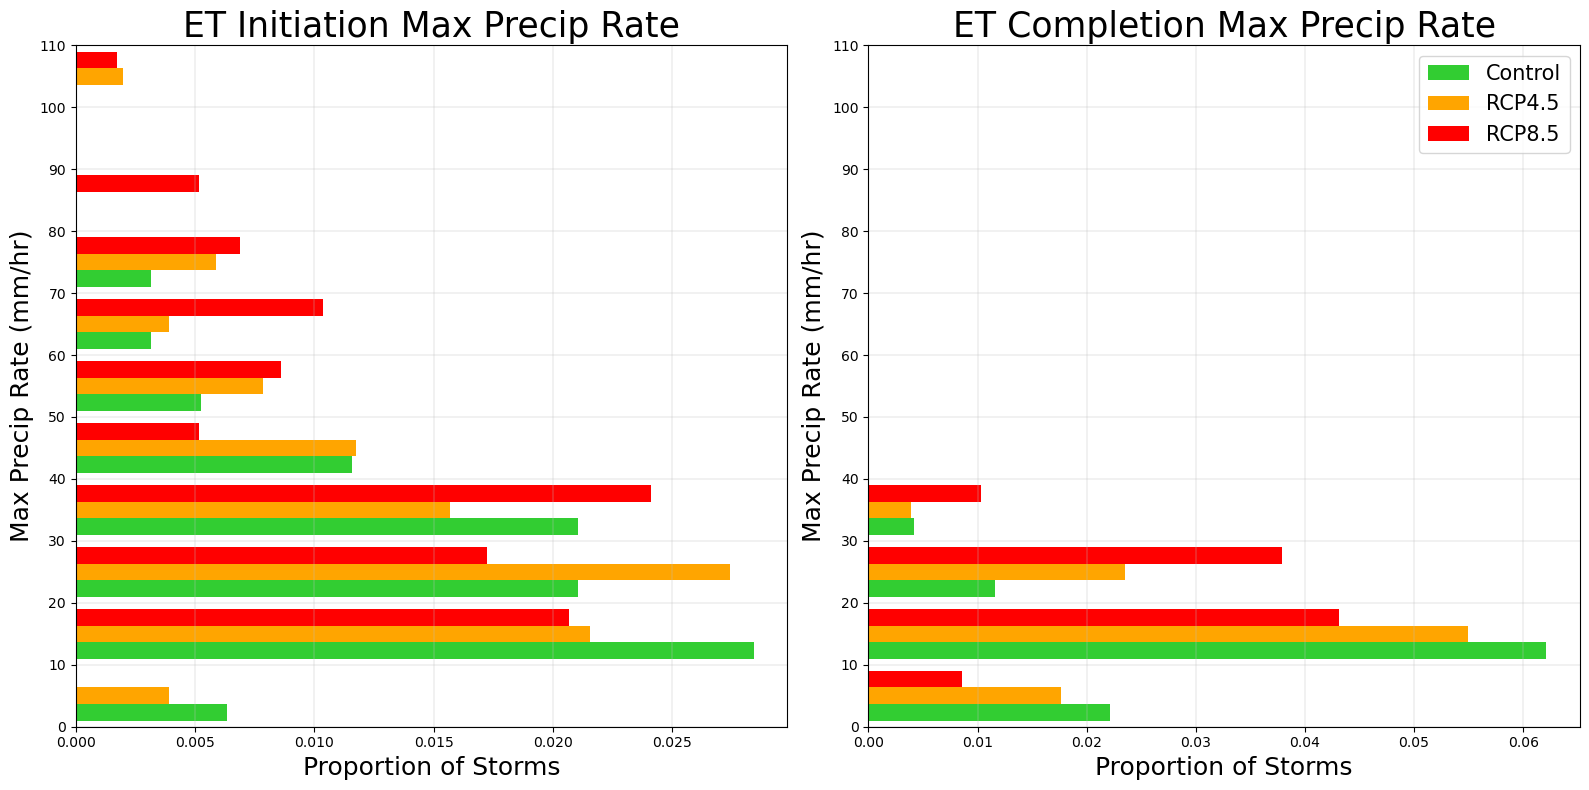 ET Initiation Max Precip Rate
Max Precip Rate (mm/hr)
110
100
90
80
70
60
50
40
30
20
10
0
0.000 0.005 0.010 0.015 0.020 0.025
Proportion of Storms
ET Completion Max Precip Rate
Control
RCP4.5
RCP8.5
Max Precip Rate (mm/hr)
110
100
90
80
70
60
50
40
30
20
10
0
0.00 0.01 0.02 0.03 0.04 0.05 0.06
Proportion of Storms